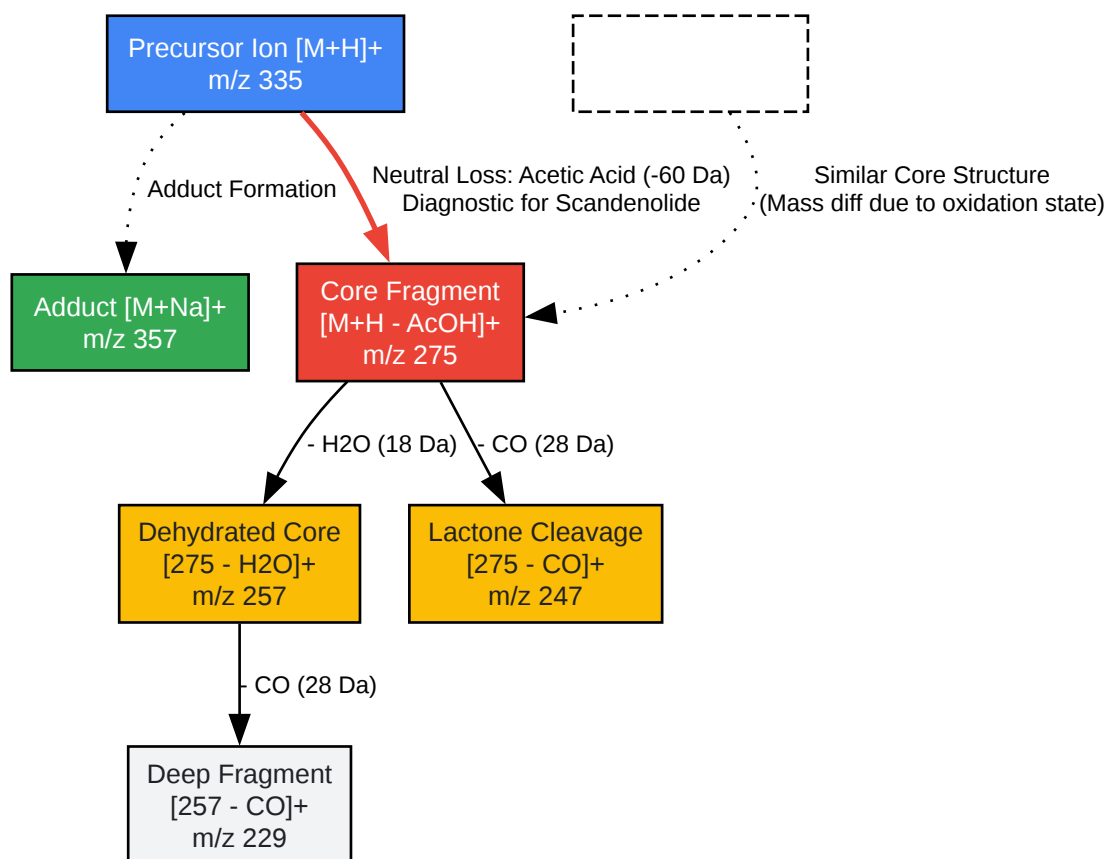 Precursor Ion [M+H]+
m/z 335
Adduct Formation
Neutral Loss: Acetic Acid (-60 Da)
Diagnostic for Scandenolide
Similar Core Structure
(Mass diff due to oxidation state)
Adduct [M+Na]+
m/z 357
Core Fragment
[M+H - AcOH]+
m/z 275
- H2O (18 Da)
- CO (28 Da)
Dehydrated Core
[275 - H2O]+
m/z 257
Lactone Cleavage
[275 - CO]+
m/z 247
- CO (28 Da)
Deep Fragment
[257 - CO]+
m/z 229